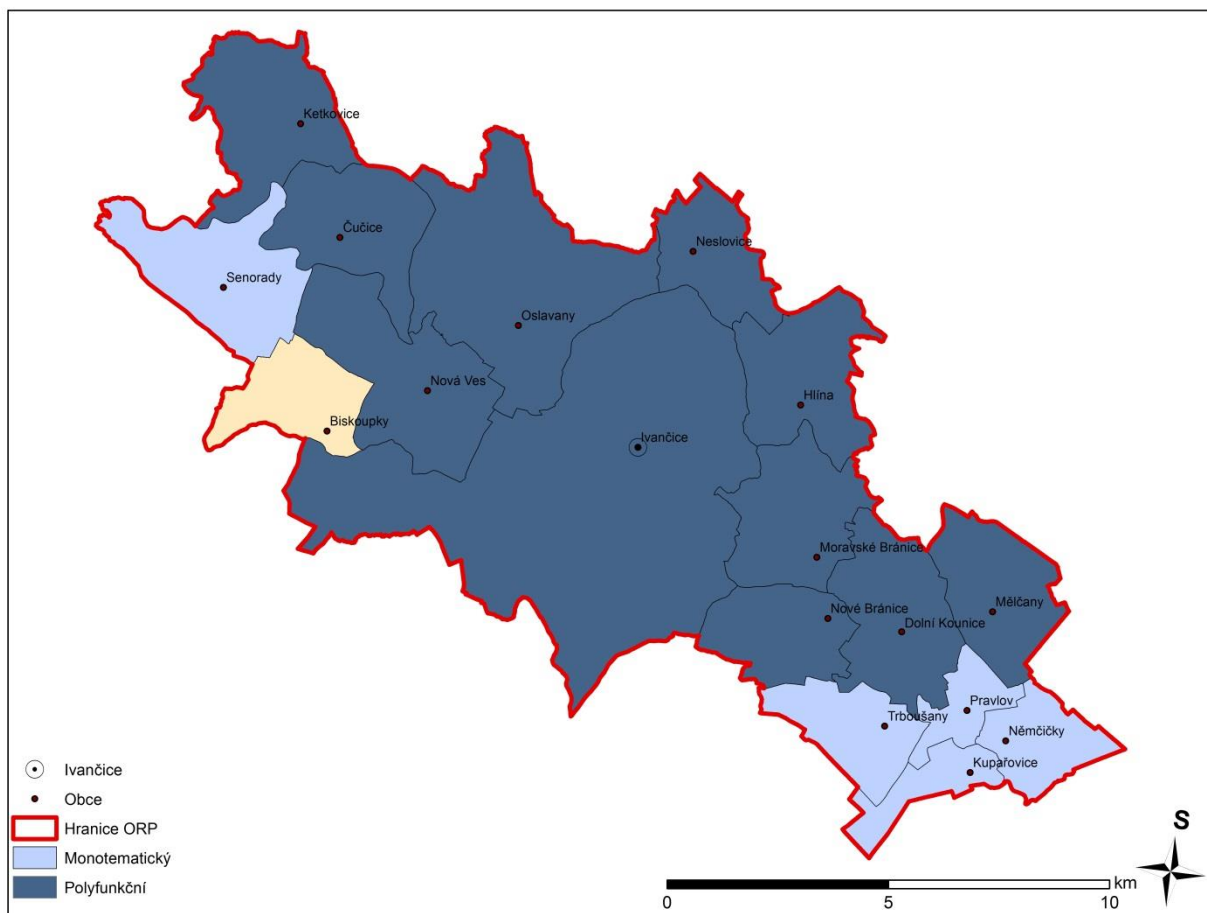 Ketkovice
Čučice
Neslovice
Senorady
Oslavany
Nová Ves
Hlína
Biskoupky
Ivančice
Moravské Bránice
Mělčany
Nové Bránice
Dolní Kounice
Pravlov
Trboušany
Němčičky
Kupařovice
Ivančice
Obce
Hranice ORP
Monotematický
Polyfunkční
S
km
0 5 10